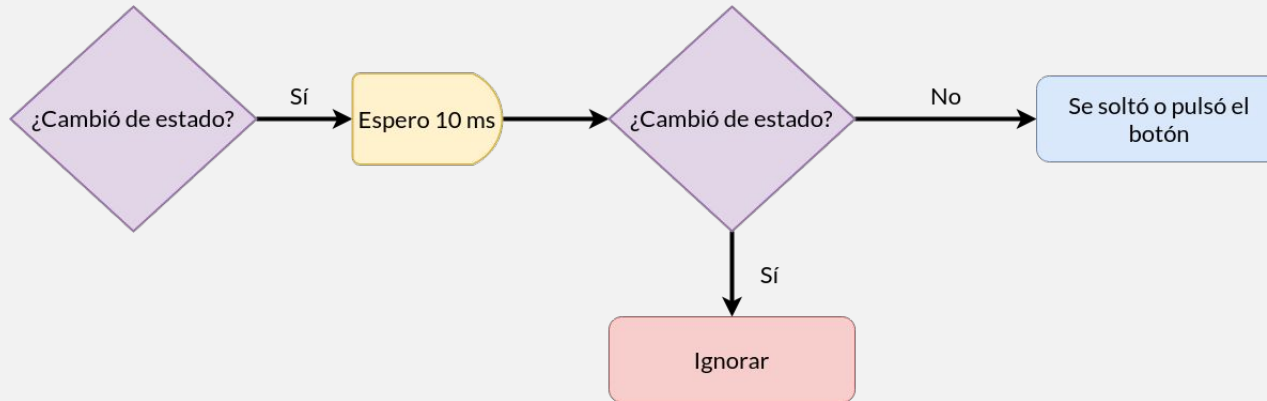 ¿Cambió de estado?
Sí
Espero 10 ms
¿Cambió de estado?
No
Se soltó o pulsó el
botón
Sí
Ignorar